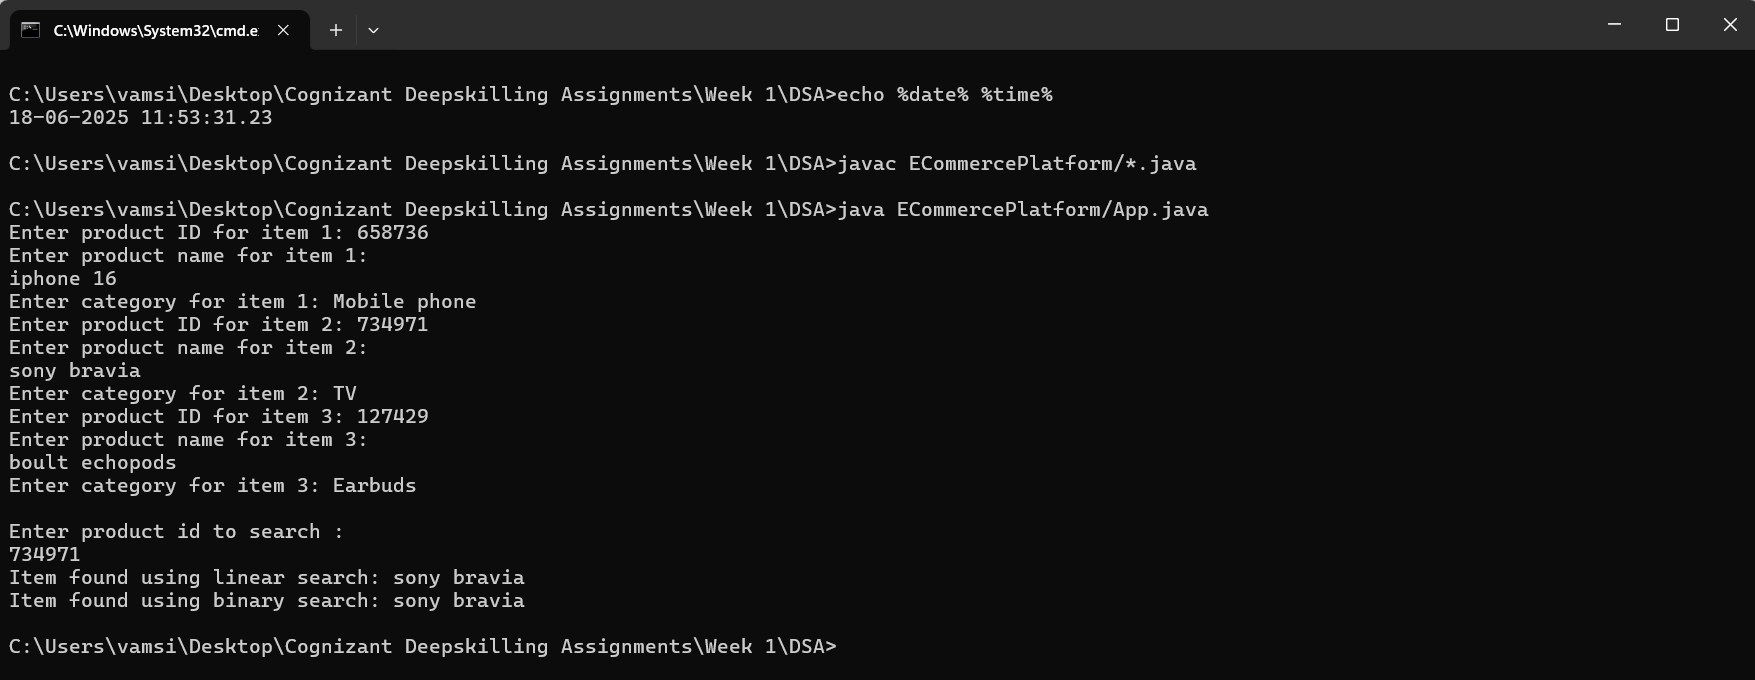 C:\Windows\System32\cmd.e
C:\Users\vamsi\Desktop\Cognizant Deepskilling Assignments\Week 1\DSA>echo %date% %time%
18-06-2025 11:53:31.23
C:\Users\vamsi\Desktop\Cognizant Deepskilling Assignments\Week 1\DSA>javac ECommercePlatform/*.java
C:\Users\vamsi\Desktop\Cognizant Deepskilling Assignments\Week 1\DSA>java ECommercePlatform/App.java
Enter product ID for item 1: 658736
Enter product name for item 1:
iphone 16
Enter category for item 1: Mobile phone
Enter product ID for item 2: 734971
Enter product name for item 2:
sony bravia
Enter category for item 2: TV
Enter product ID for item 3: 127429
Enter product name for item 3:
boult echopods
Enter category for item 3: Earbuds
Enter product id to search :
734971
Item found using linear search: sony bravia
Item found using binary search: sony bravia
C:\Users\vamsi\Desktop\Cognizant Deepskilling Assignments\Week 1\DSA>